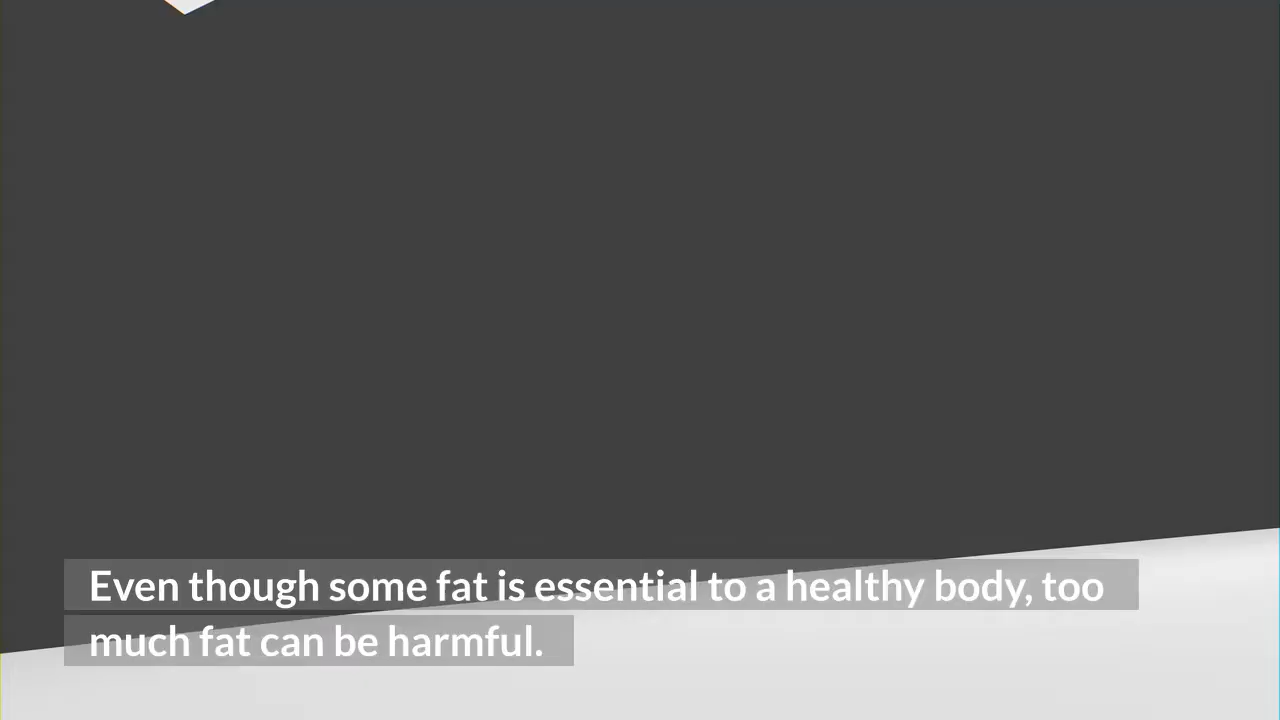 Even though some fat is essential to a healthy body, too
much fat can be harmful.